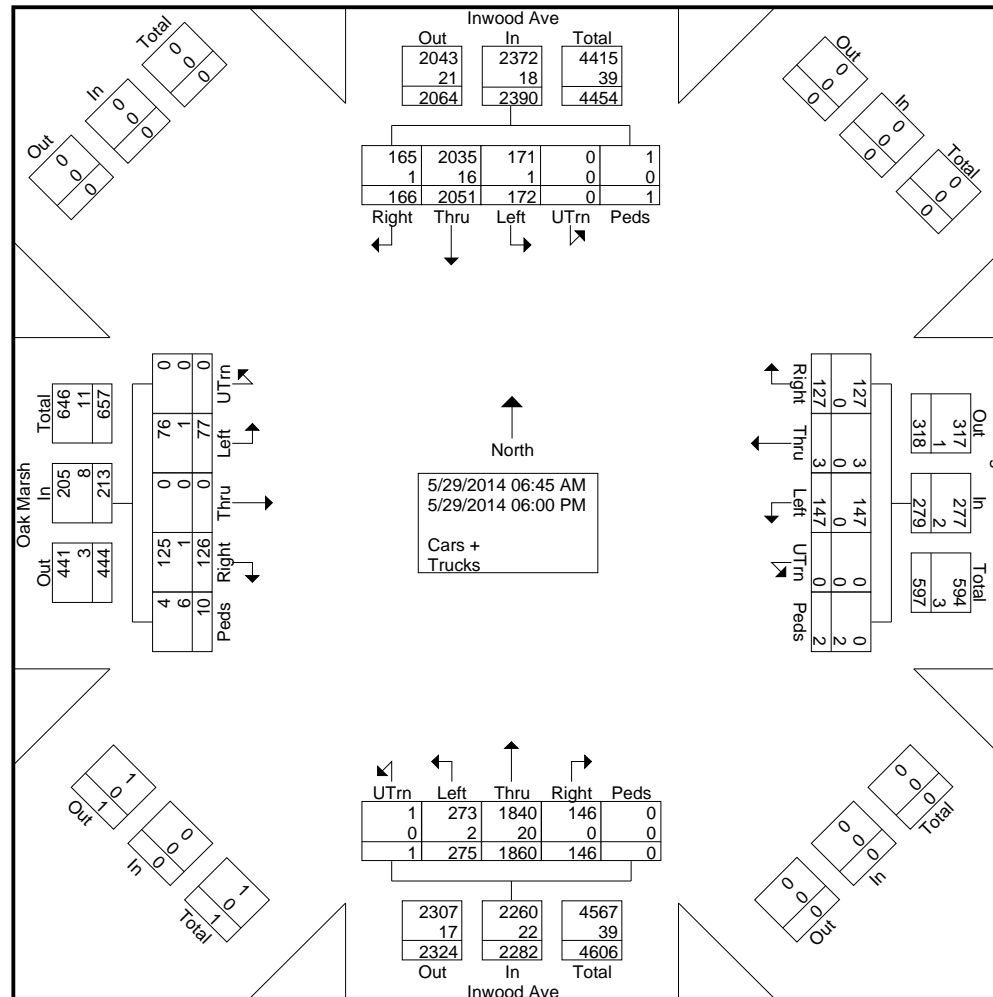 Inwood Ave
Out In Total
2043 2372 4415
21 18 39
2064 2390 4454
165 2035 171 0 1
1 16 1 0 0
166 2051 172 0 1
Right Thru Left UTrn Peds
Total
0
0
0
In
0
0
0
Out
0
0
0
Out
0
0
0
In
0
0
0
Total
0
0
0
Oak Marsh
Total
646
11
657
In
205
8
213
Out
441
3
444
0 0 0 UTrn
76 1 77 Left
0 0 0 Thru
125 1 126 Right
4 6 10 Peds
North
5/29/2014 06:45 AM
5/29/2014 06:00 PM
Cars +
Trucks
Right 127 0 127
Thru 3 0 3
Left 147 0 147
UTrn 0 0 0
Peds 2 2 0
Out
317
1
318
In
277
2
279
Total
594
3
597
Out
1
0
1
In
0
0
0
Total
1
0
1
UTrn Left Thru Right Peds
1 273 1840 146 0
0 2 20 0 0
1 275 1860 146 0
2307 2260 4567
17 22 39
2324 2282 4606
Out In Total
Inwood Ave
0
0
0
Total
0
0
0
In
0
0
0
Out